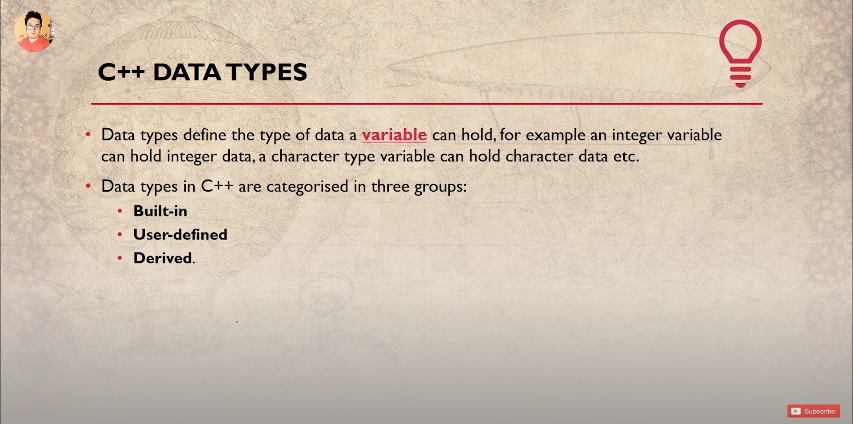 C++ DATA TYPES
• Data types define the type of data a variable can hold, for example an integer variable
can hold integer data, a character type variable can hold character data etc.
• Data types in C++ are categorised in three groups:
• Built-in
• User-defined
• Derived.
Subscribe